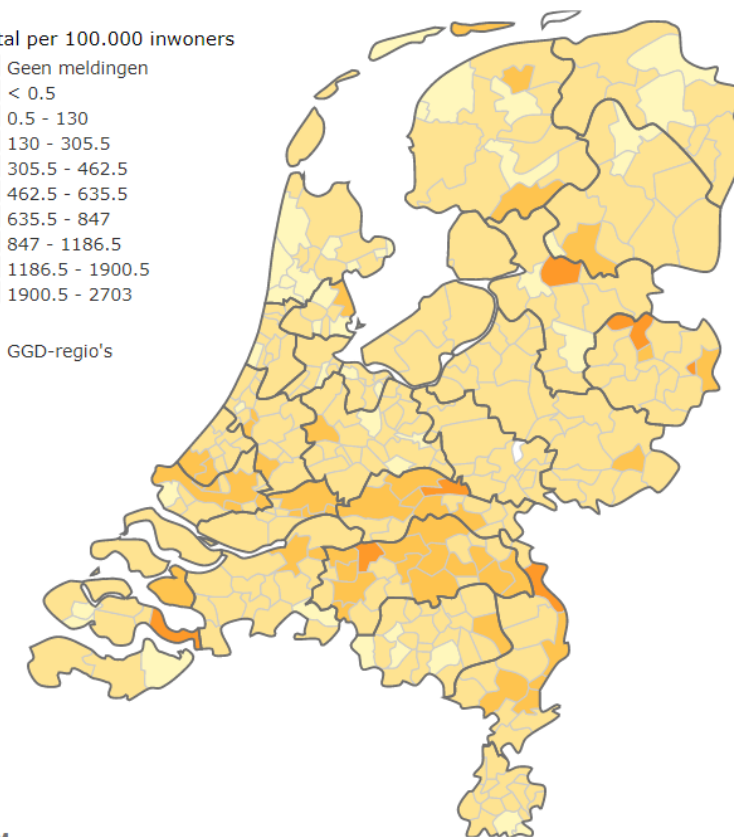 tal per 100.000 inwoners
Geen meldingen
< 0.5
0.5 - 130
130 - 305.5
305.5 - 462.5
462.5 - 635.5
635.5 - 847
847 - 1186.5
1186.5 - 1900.5
1900.5 - 2703
GGD-regio's